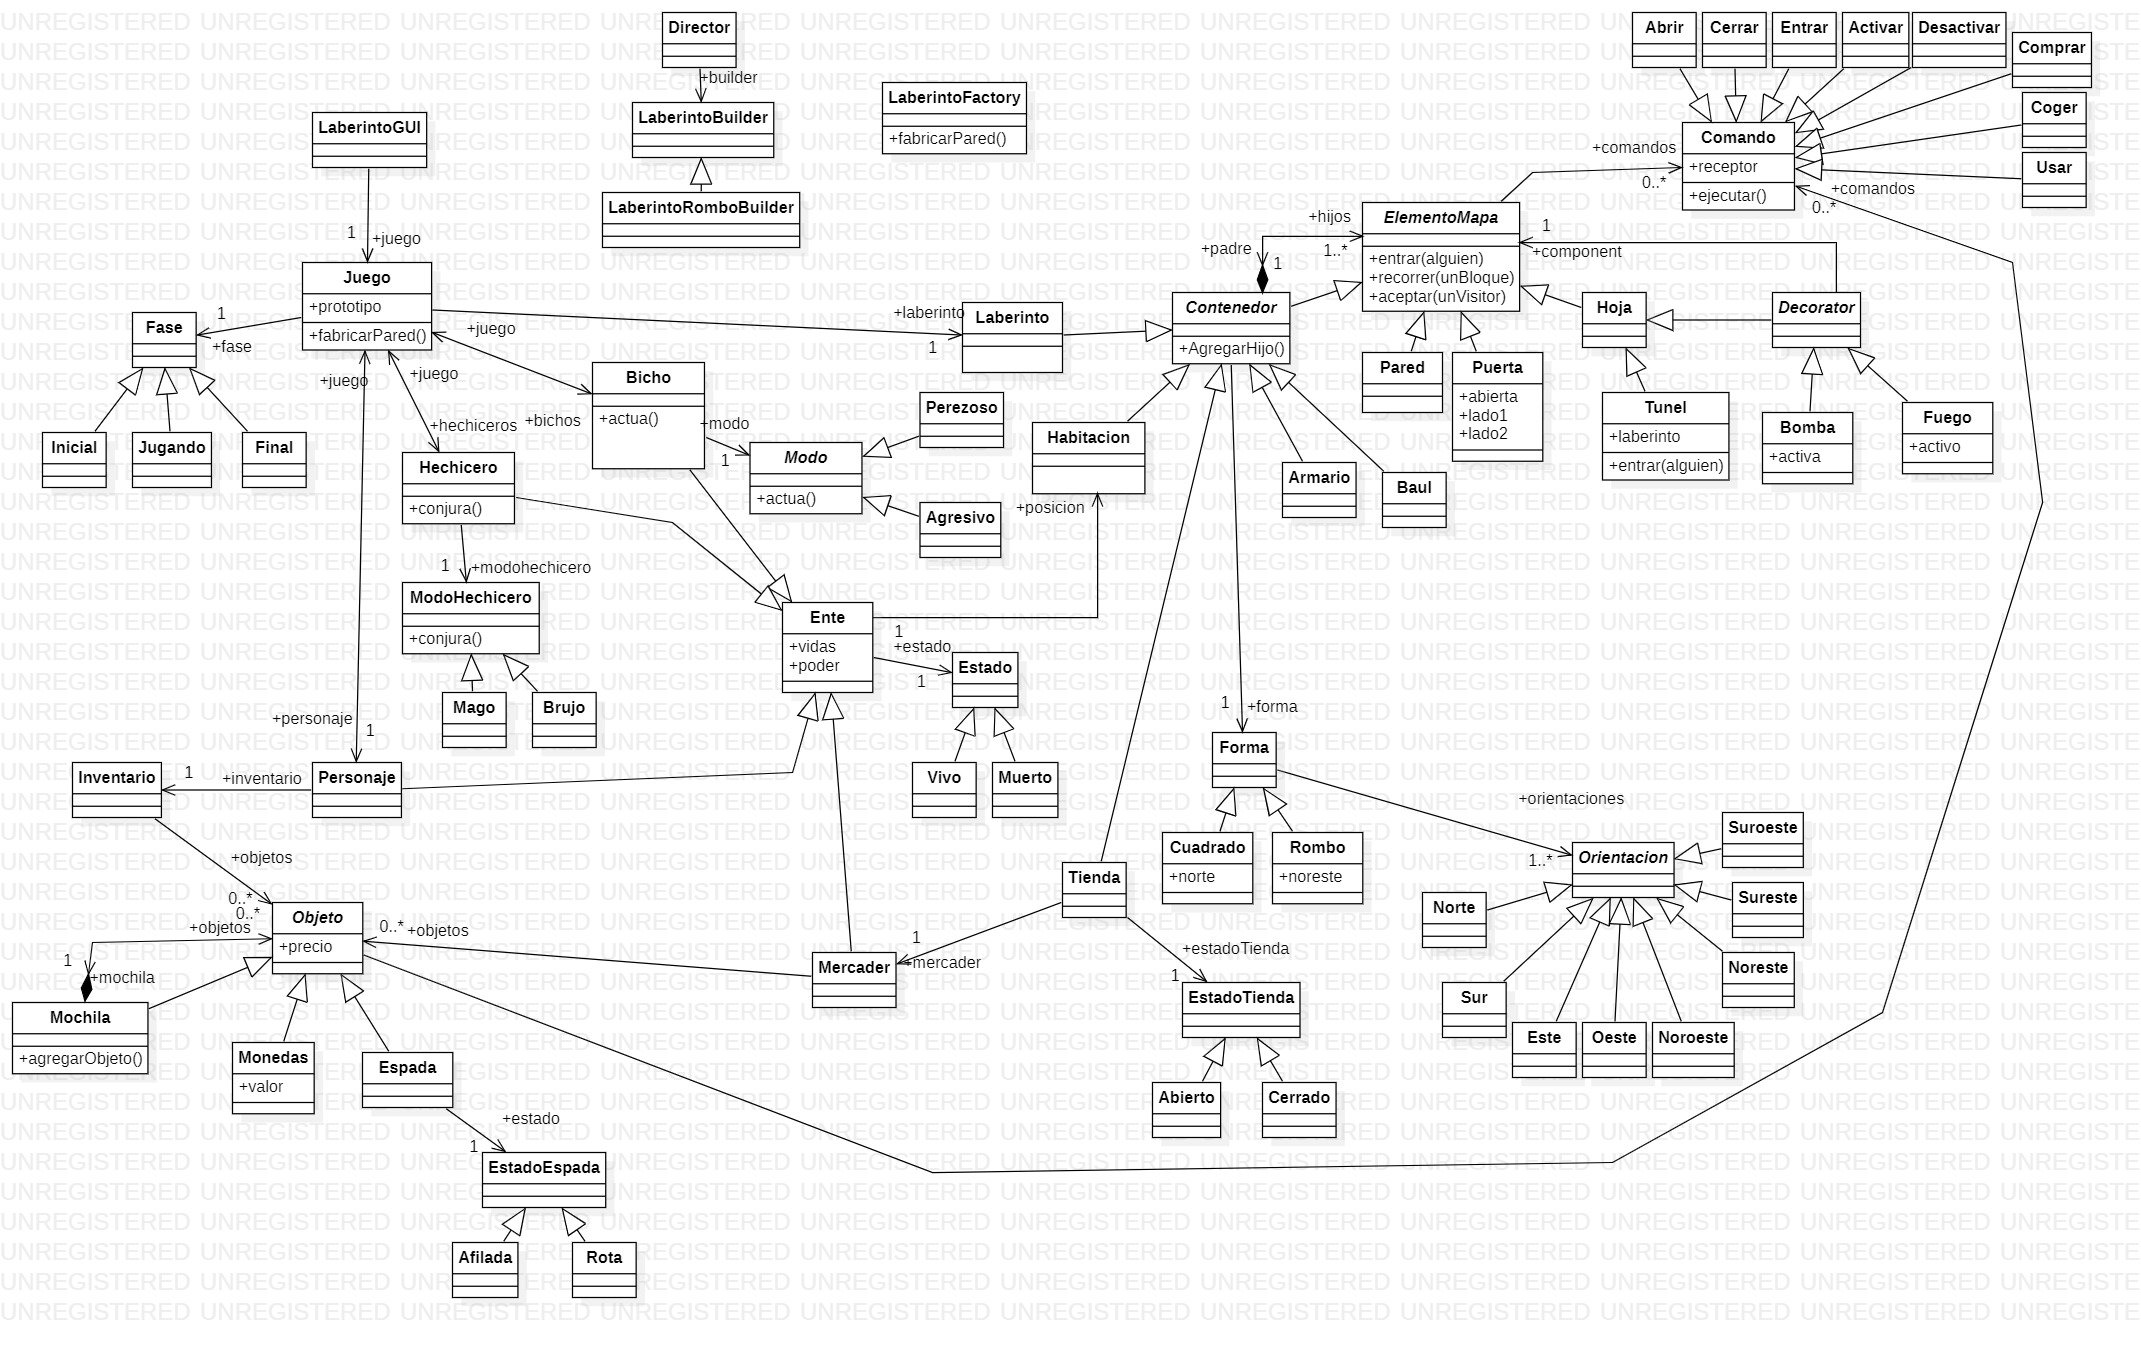 Director
+builder
LaberintoBuilder
LaberintoRomboBuilder
LaberintoFactory
+fabricarPared()
LaberintoGUI
1
+juego
Juego
+prototipo
+fabricarPared()
1
+fase
Fase
Inicial
Jugando
Final
+juego
+juego
+juego
+hechiceros
+bichos
Bicho
+actua()
+modo
1
Modo
+actua()
Perezoso
Agresivo
Hechicero
+conjura()
1
+modohechicero
ModoHechicero
+conjura()
Mago
Brujo
+laberinto
1
Laberinto
+padre
1
+hijos
1..*
Contenedor
+AgregarHijo()
ElementoMapa
+entrar(alguien)
+recorrer(unBloque)
+aceptar(unVisitor)
+comandos
0..*
Abrir
Cerrar
Entrar
Activar
Desactivar
Comprar
Coger
Usar
Comando
+receptor
+ejecutar()
+comandos
0..*
1
+component
Hoja
Decorator
Pared
Puerta
+abierta
+lado1
+lado2
Tunel
+laberinto
+entrar(alguien)
Bomba
+activa
Fuego
+activo
Habitacion
Armario
Baul
+posicion
1
Ente
+vidas
+poder
+estado
1
Estado
Vivo
Muerto
+personaje
1
Personaje
+inventario
1
Inventario
+objetos
0..*
0..*
+objetos
Objeto
+precio
0..*
+objetos
1
+mochila
Mochila
+agregarObjeto()
Monedas
+valor
Espada
+estado
1
EstadoEspada
Afilada
Rota
Mercader
1
+mercader
Tienda
+estadoTienda
1
EstadoTienda
Abierto
Cerrado
1
+forma
Forma
Cuadrado
+norte
Rombo
+noreste
+orientaciones
1..*
Orientacion
Suroeste
Sureste
Noreste
Norte
Sur
Este
Oeste
Noroeste
UNREGISTERED